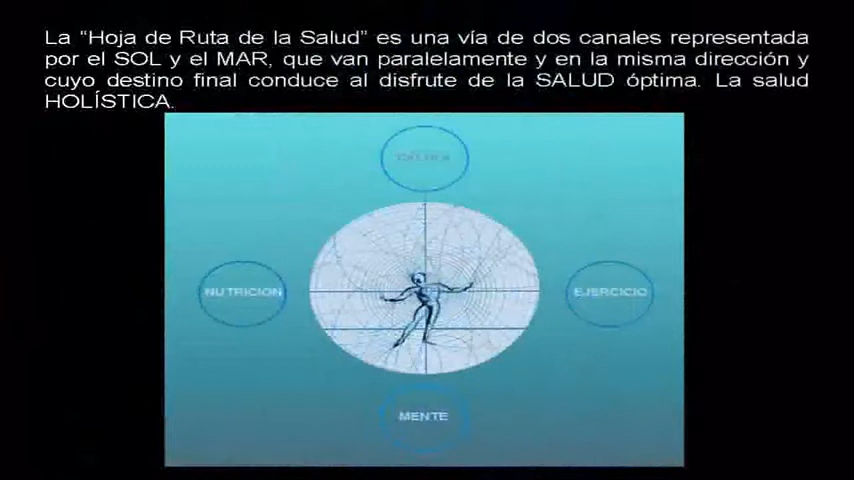 La “Hoja de Ruta de la Salud” es una vía de dos canales representada
por el SOL y el MAR, que van paralelamente y en la misma dirección y
cuyo destino final conduce al disfrute de la SALUD óptima. La salud
HOLÍSTICA.
NUTRICION
EJERCICIO
MENTE